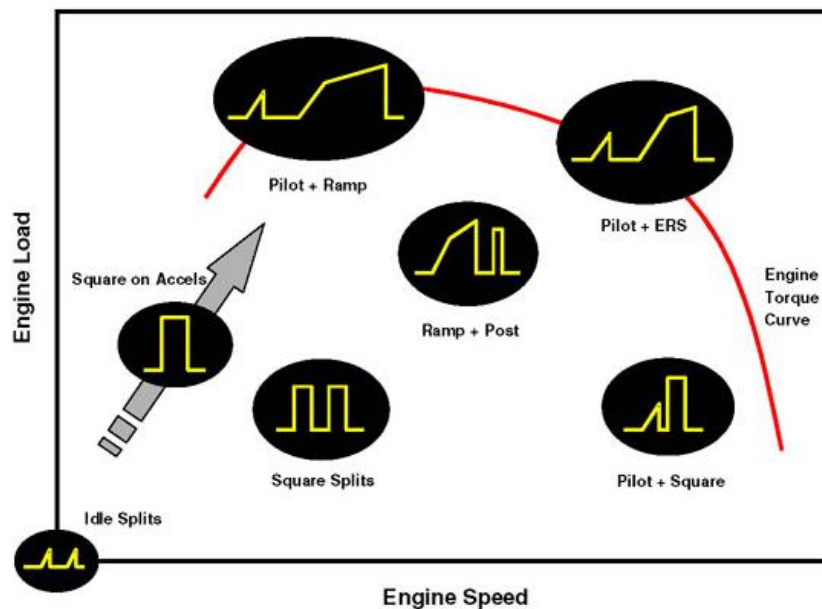 Pilot + Ramp
Pilot + ERS
Square on Accels
Ramp + Post
Engine
Torque
Curve
Square Splits
Pilot + Square
Idle Splits
Engine Load
Engine Speed